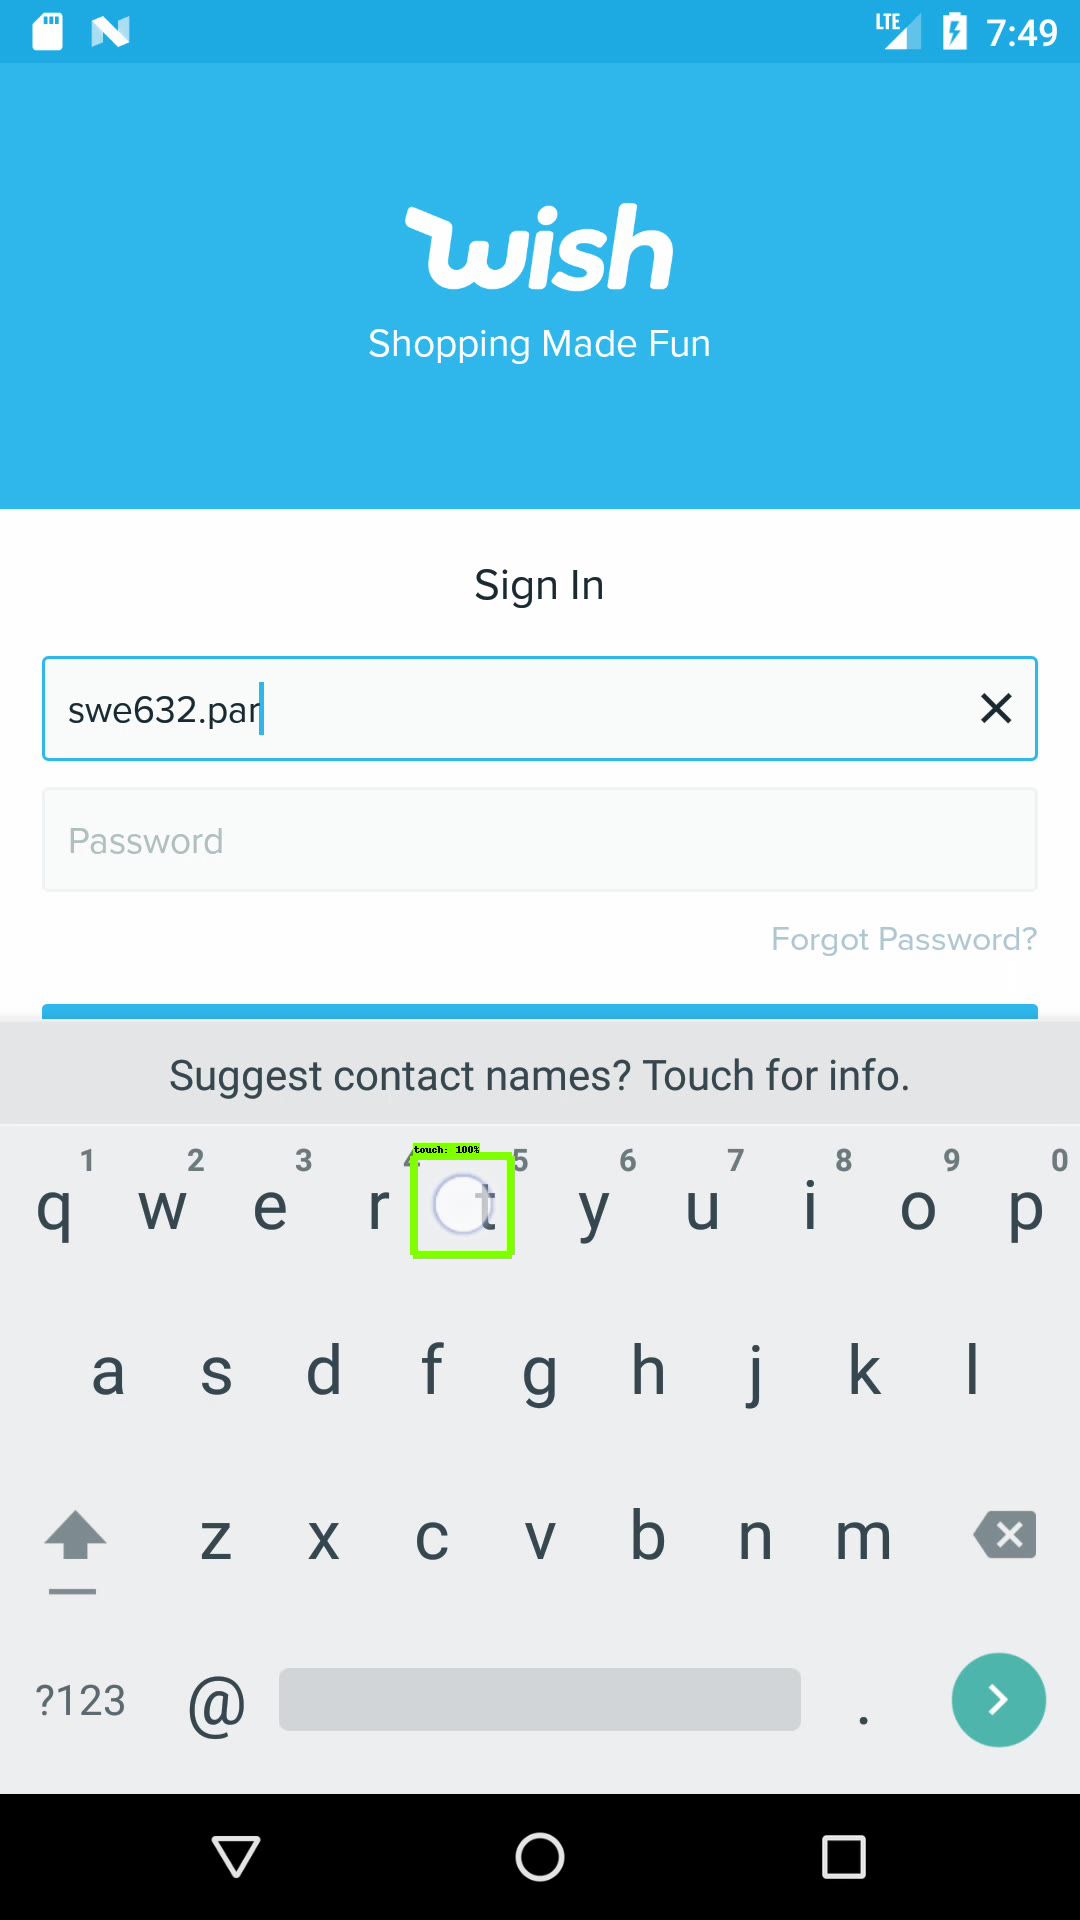 LTE 7:49
wish
Shopping Made Fun
Sign In
swe632.par
Password
Forgot Password?
Suggest contact names? Touch for info.
touch: 100%
1 2 3 4 5 6 7 8 9 0
q w e r t y u i o p
a s d f g h j k l
z x c v b n m
?123 @ .